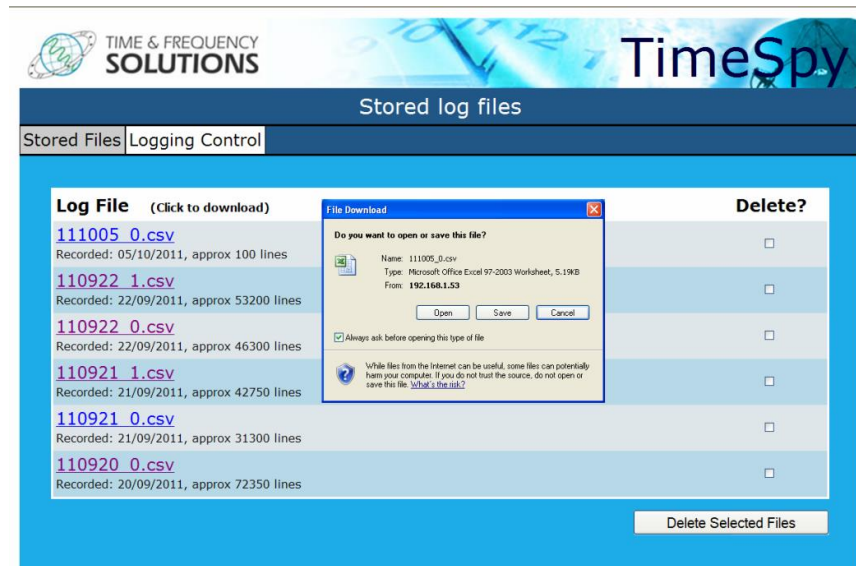 TIME & FREQUENCY
SOLUTIONS
10 11 12
TimeSpy
Stored log files
Stored Files Logging Control
Log File (Click to download) Delete?
111005_0.csv
Recorded: 05/10/2011, approx 100 lines
110922_1.csv
Recorded: 22/09/2011, approx 53200 lines
110922_0.csv
Recorded: 22/09/2011, approx 46300 lines
110921_1.csv
Recorded: 21/09/2011, approx 42750 lines
110921_0.csv
Recorded: 21/09/2011, approx 31300 lines
110920_0.csv
Recorded: 20/09/2011, approx 72350 lines
File Download
Do you want to open or save this file?
Name: 111005_0.csv
Type: Microsoft Office Excel 97-2003 Worksheet, 5.19KB
From: 192.168.1.53
Open Save Cancel
Always ask before opening this type of file
While files from the Internet can be useful, some files can potentially
harm your computer. If you do not trust the source, do not open or
save this file. What's the risk?
Delete Selected Files